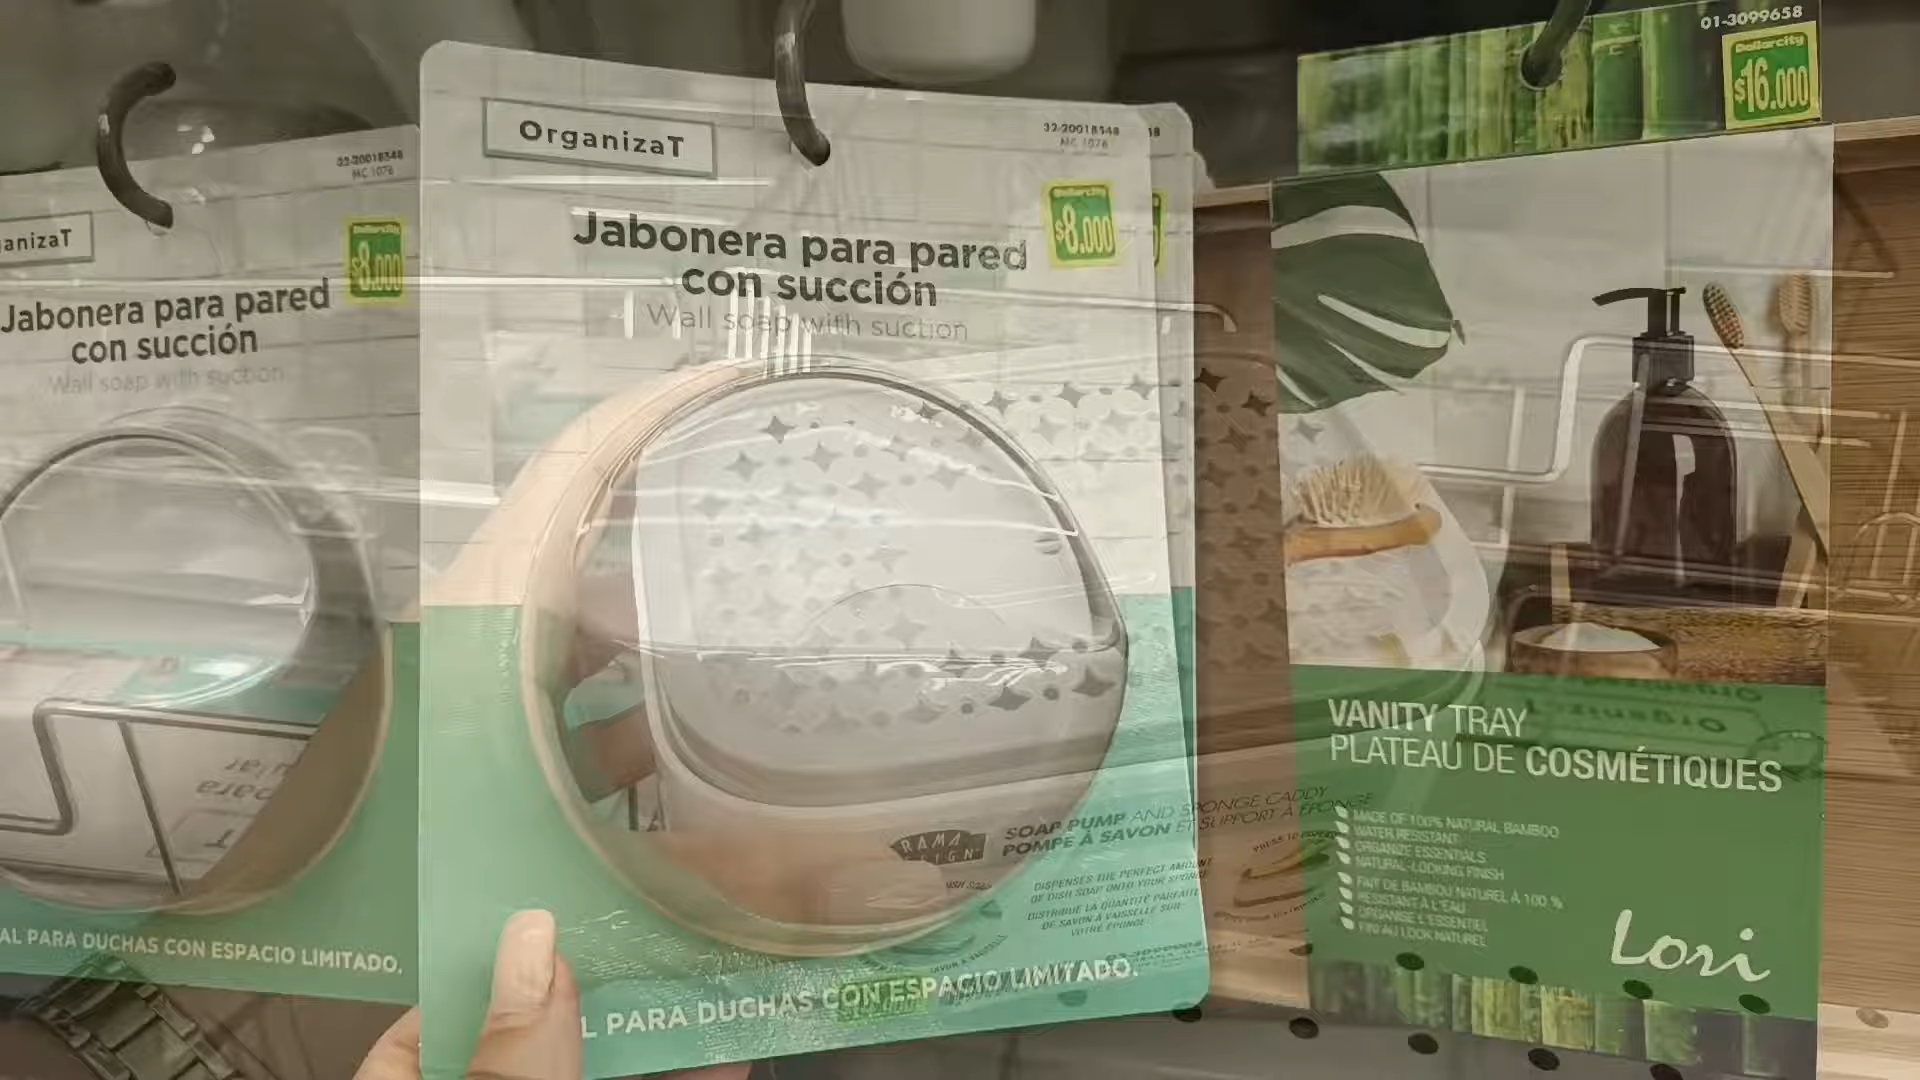 anizaT
32-20018548
MC 1076
Dollarcity
$8.000
Jabonera para pared
con succión
Wall soap with suction
AL PARA DUCHAS CON ESPACIO LIMITADO.
OrganizaT
32-20018548
MC 1076
Dollarcity
$8.000
Jabonera para pared
con succión
Wall soap with suction
L PARA DUCHAS CON ESPACIO LIMITADO.
RAMA
DESIGN
SOAP PUMP AND SPONGE CADDY
POMPE À SAVON ET SUPPORT À ÉPONGE
DISPENSES THE PERFECT AMOUNT
OF DISH SOAP ONTO YOUR SPONGE
DISTRIBUE LA QUANTITÉ PARFAITE
DE SAVON À VAISSELLE SUR
VOTRE ÉPONGE
01-3099658
Dollarcity
$16.000
VANITY TRAY
PLATEAU DE COSMÉTIQUES
MADE OF 100% NATURAL BAMBOO
WATER RESISTANT
ORGANIZE ESSENTIALS
NATURAL-LOOKING FINISH
FAIT DE BAMBOU NATUREL À 100 %
RÉSISTANT À L'EAU
ORGANISE L'ESSENTIEL
FINI AU LOOK NATUREL
Lori